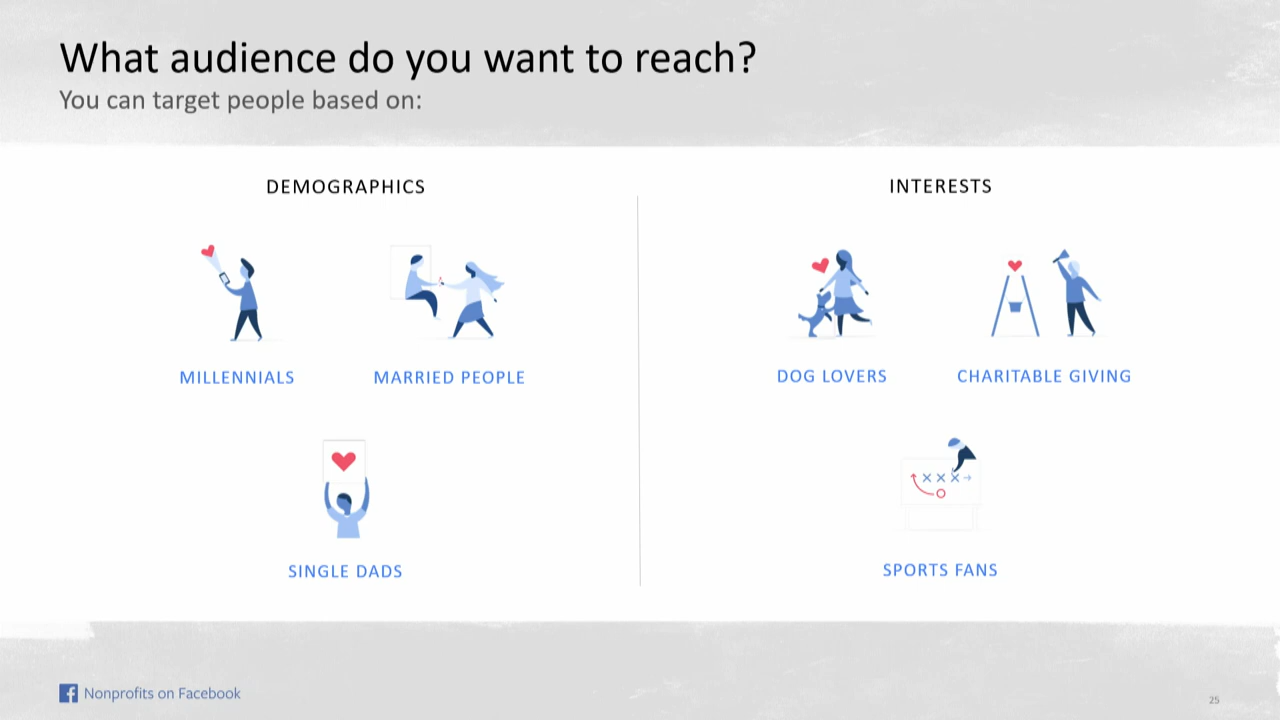 What audience do you want to reach?
You can target people based on:
DEMOGRAPHICS
MILLENNIALS
MARRIED PEOPLE
SINGLE DADS
INTERESTS
DOG LOVERS
CHARITABLE GIVING
X X X
SPORTS FANS
Nonprofits on Facebook
25